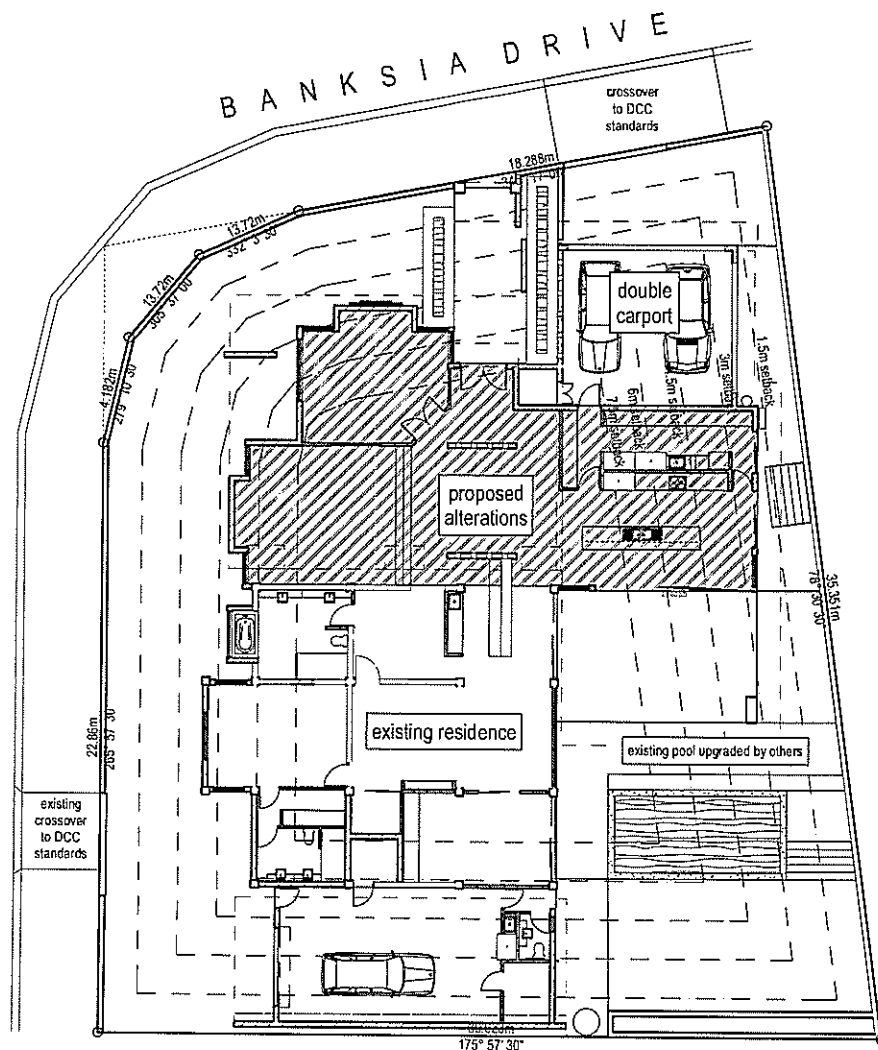 BANKSIA DRIVE
crossover
to DCC
standards
18.288m
13.72m
332° 3' 30"
13.72m
305° 37' 00"
4.182m
279° 10' 30"
double
carport
1.5m setback
3m setback
6m setback
proposed
alterations
35.351m
78° 30' 30"
existing residence
22.86m
265° 57' 30"
existing pool upgraded by others
existing
crossover
to DCC
standards
175° 57' 30"